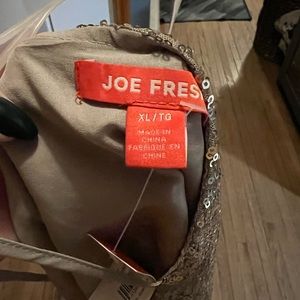 JOE FRES
XL/TG
MADE IN
CHINA
FABRIQUÉ EN
CHINE